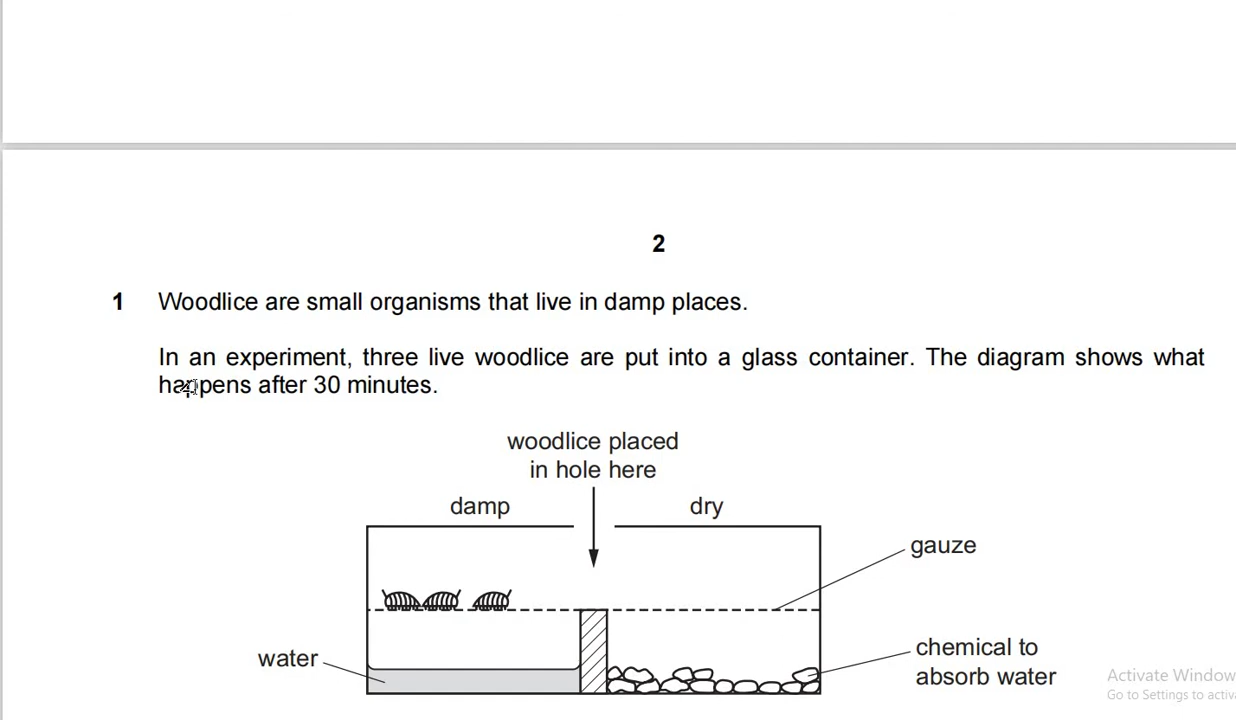 2
1 Woodlice are small organisms that live in damp places.
In an experiment, three live woodlice are put into a glass container. The diagram shows what
happens after 30 minutes.
woodlice placed
in hole here
damp
dry
gauze
water
chemical to
absorb water
Activate Window
Go to Settings to activ